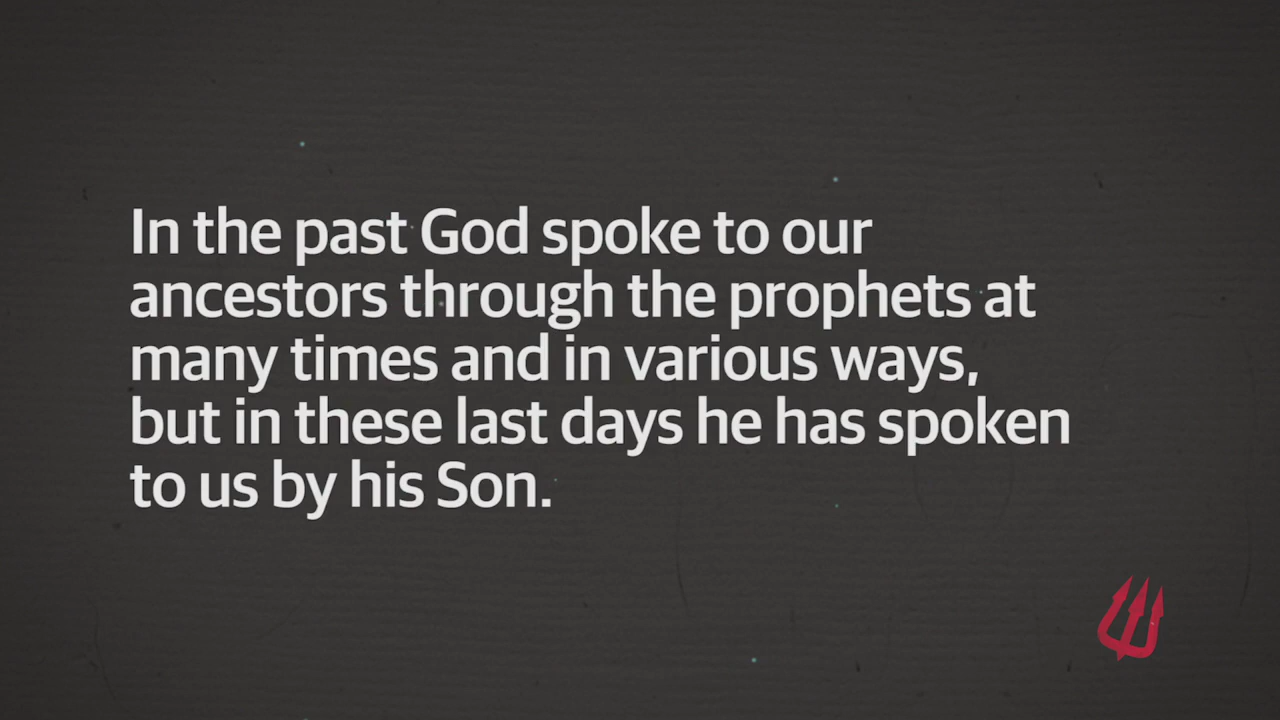 In the past God spoke to our
ancestors through the prophets at
many times and in various ways,
but in these last days he has spoken
to us by his Son.